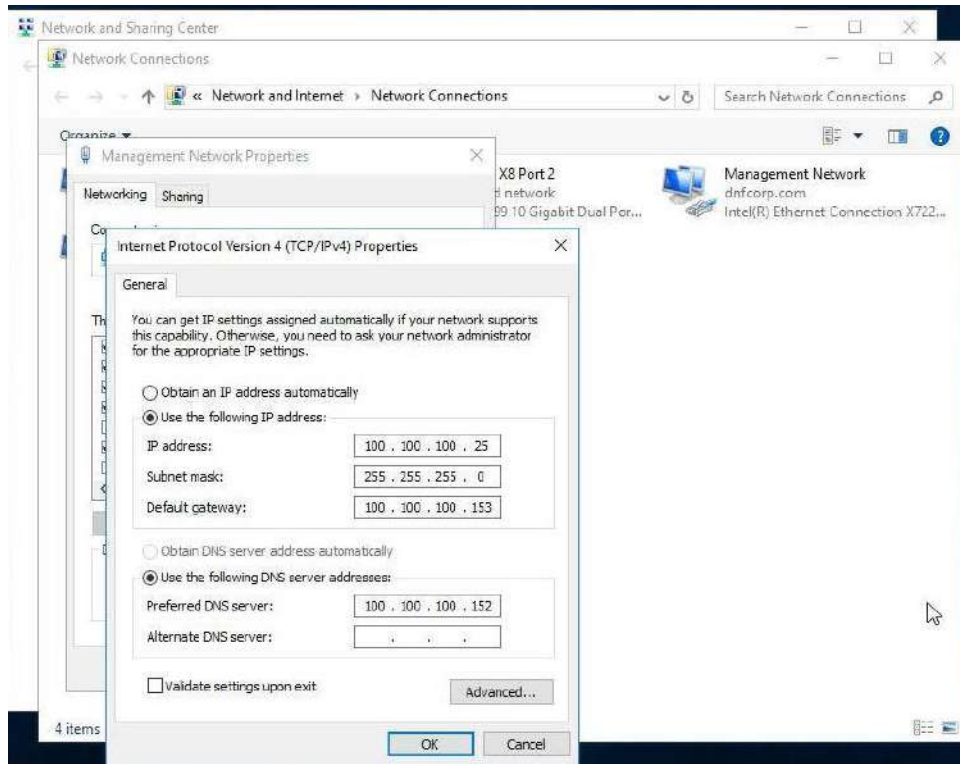 Network and Sharing Center
Network Connections
« Network and Internet › Network Connections
Search Network Connections
Organize
Management Network Properties
Networking
Sharing
X8 Port 2
network
99 10 Gigabit Dual Por...
Management Network
dnfcorp.com
Intel(R) Ethernet Connection X722...
Internet Protocol Version 4 (TCP/IPv4) Properties
General
You can get IP settings assigned automatically if your network supports
this capability. Otherwise, you need to ask your network administrator
for the appropriate IP settings.
Obtain an IP address automatically
Use the following IP address:
IP address: 100 . 100 . 100 . 25
Subnet mask: 255 . 255 . 255 . 0
Default gateway: 100 . 100 . 100 . 153
Obtain DNS server address automatically
Use the following DNS server addresses:
Preferred DNS server: 100 . 100 . 100 . 152
Alternate DNS server: . . .
Validate settings upon exit
Advanced...
4 items
OK
Cancel